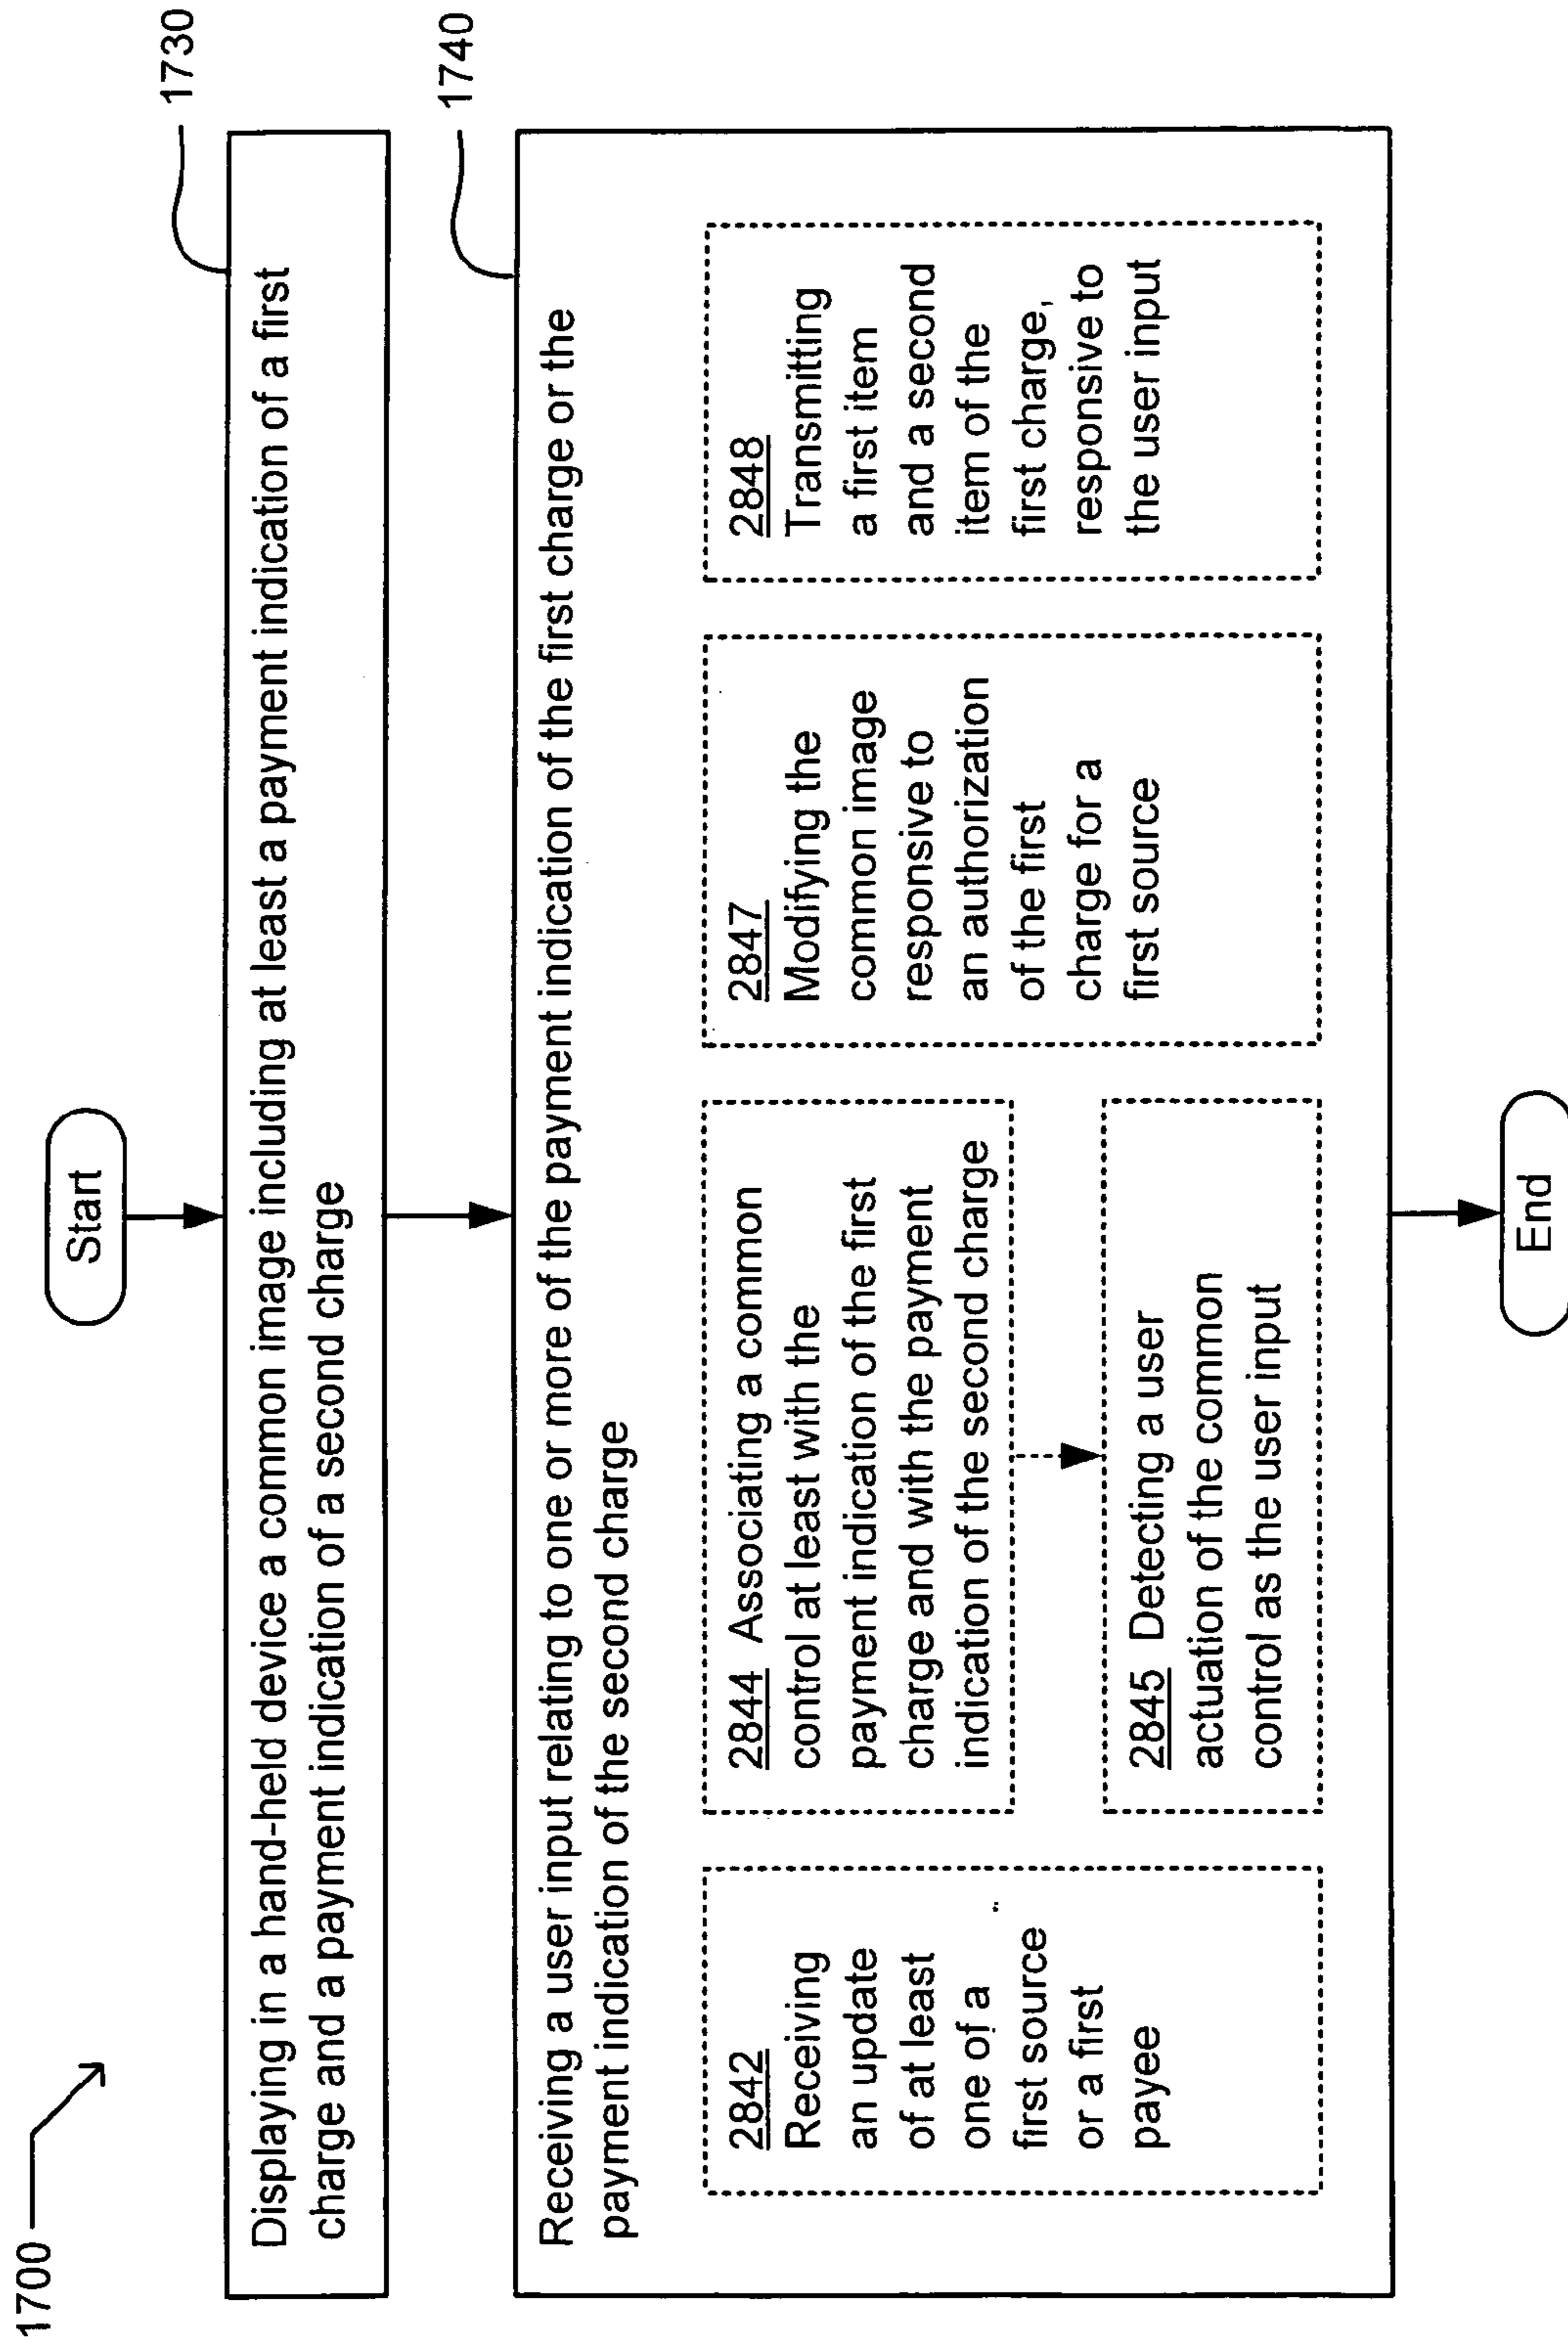 1700
Start
1730
Displaying in a hand-held device a common image including at least a payment indication of a first
charge and a payment indication of a second charge
1740
Receiving a user input relating to one or more of the payment indication of the first charge or the
payment indication of the second charge
2842
Receiving
an update
of at least
one of a
first source
or a first
payee
2844 Associating a common
control at least with the
payment indication of the first
charge and with the payment
indication of the second charge
2845 Detecting a user
actuation of the common
control as the user input
2847
Modifying the
common image
responsive to
an authorization
of the first
charge for a
first source
2848
Transmitting
a first item
and a second
item of the
first charge,
responsive to
the user input
End